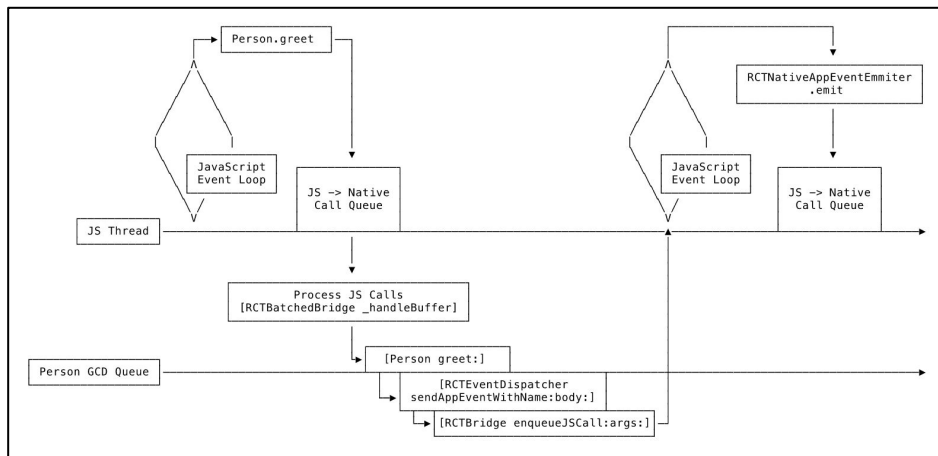 Person.greet
RCTNativeAppEventEmmiter
.emit
JavaScript
Event Loop
JS -> Native
Call Queue
JavaScript
Event Loop
JS -> Native
Call Queue
JS Thread
Process JS Calls
[RCTBatchedBridge _handleBuffer]
[Person greet:]
Person GCD Queue
[RCTEventDispatcher
sendAppEventWithName:body:]
[RCTBridge enqueueJSCall:args:]